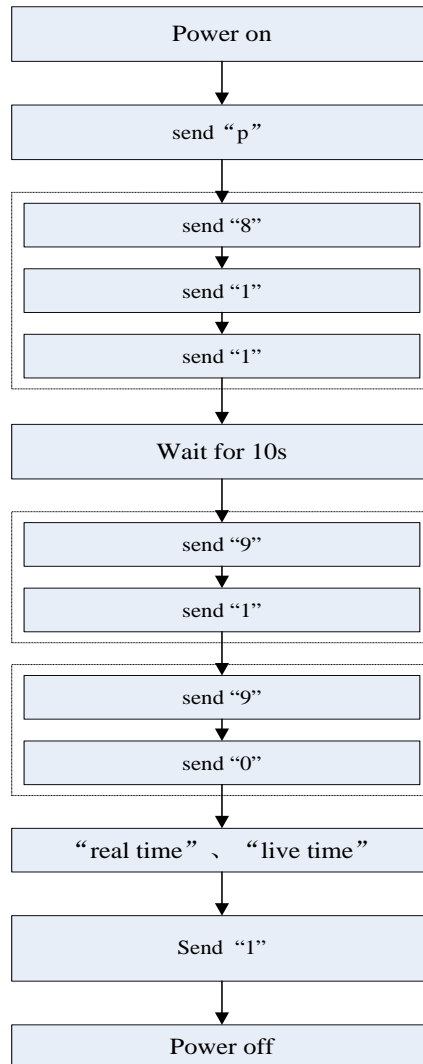 Power on
send “p”
send “8”
send “1”
send “1”
Wait for 10s
send “9”
send “1”
send “9”
send “0”
“real time”、“live time”
Send “1”
Power off